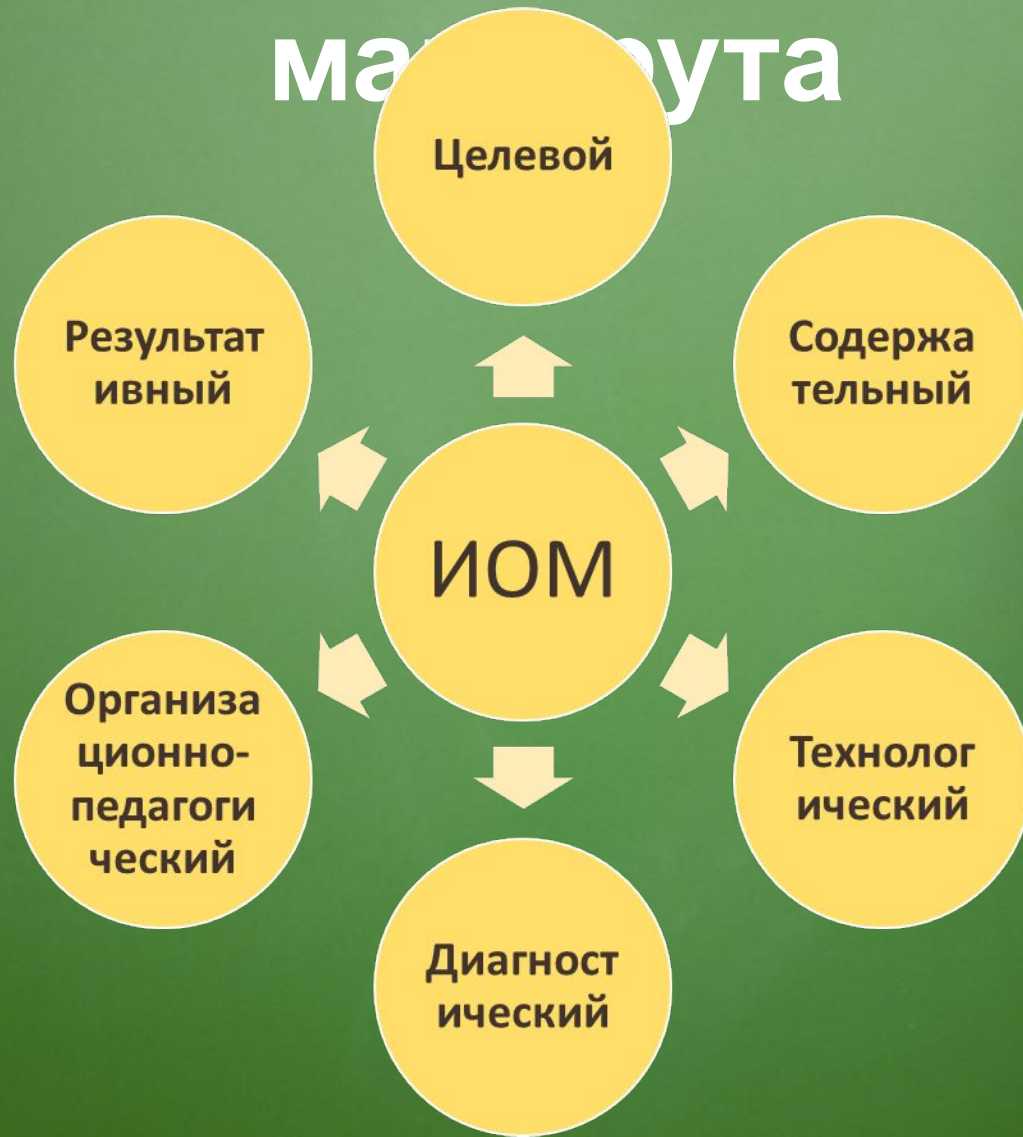 Целевой
Содержа
тельный
Технолог
ический
Диагност
ический
Организа
ционно-
педагоги
ческий
Результат
ивный
ИОМ